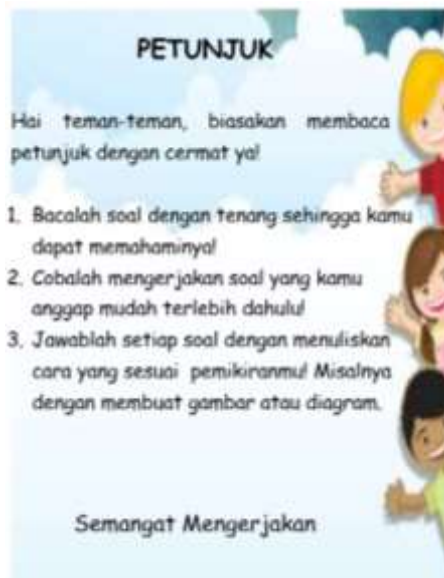 PETUNJUK
Hai teman-teman, biasakan membaca
petunjuk dengan cermat ya!
1. Bacalah soal dengan tenang sehingga kamu
dapat memahaminya!
2. Cobalah mengerjakan soal yang kamu
anggap mudah terlebih dahulu!
3. Jawablah setiap soal dengan menuliskan
cara yang sesuai pemikiranmu! Misalnya
dengan membuat gambar atau diagram.
Semangat Mengerjakan